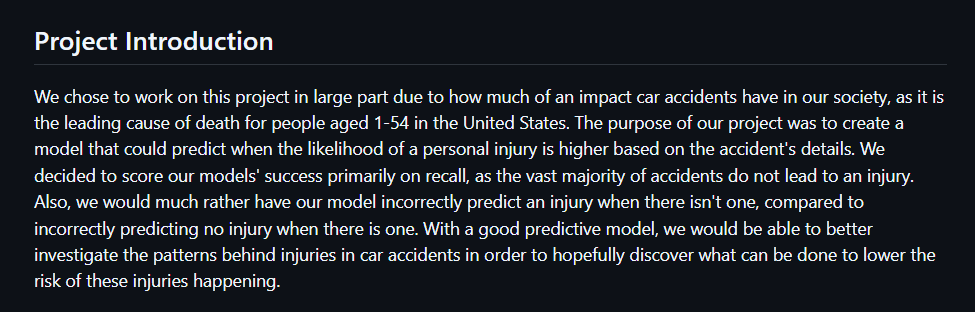 Project Introduction
We chose to work on this project in large part due to how much of an impact car accidents have in our society, as it is
the leading cause of death for people aged 1-54 in the United States. The purpose of our project was to create a
model that could predict when the likelihood of a personal injury is higher based on the accident's details. We
decided to score our models' success primarily on recall, as the vast majority of accidents do not lead to an injury.
Also, we would much rather have our model incorrectly predict an injury when there isn't one, compared to
incorrectly predicting no injury when there is one. With a good predictive model, we would be able to better
investigate the patterns behind injuries in car accidents in order to hopefully discover what can be done to lower the
risk of these injuries happening.